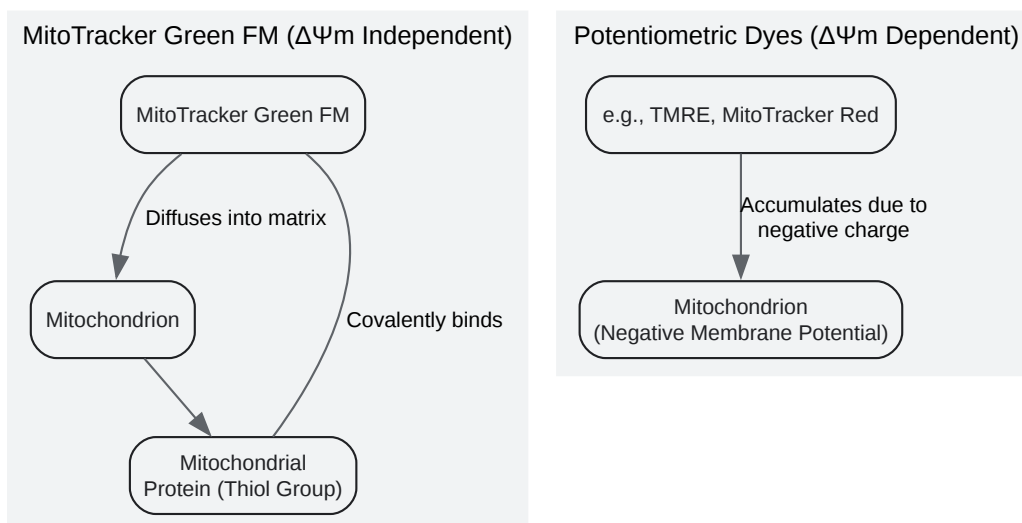 MitoTracker Green FM (ΔΨm Independent)
MitoTracker Green FM
Diffuses into matrix
Mitochondrion
Covalently binds
Mitochondrial
Protein (Thiol Group)
Potentiometric Dyes (ΔΨm Dependent)
e.g., TMRE, MitoTracker Red
Accumulates due to
negative charge
Mitochondrion
(Negative Membrane Potential)